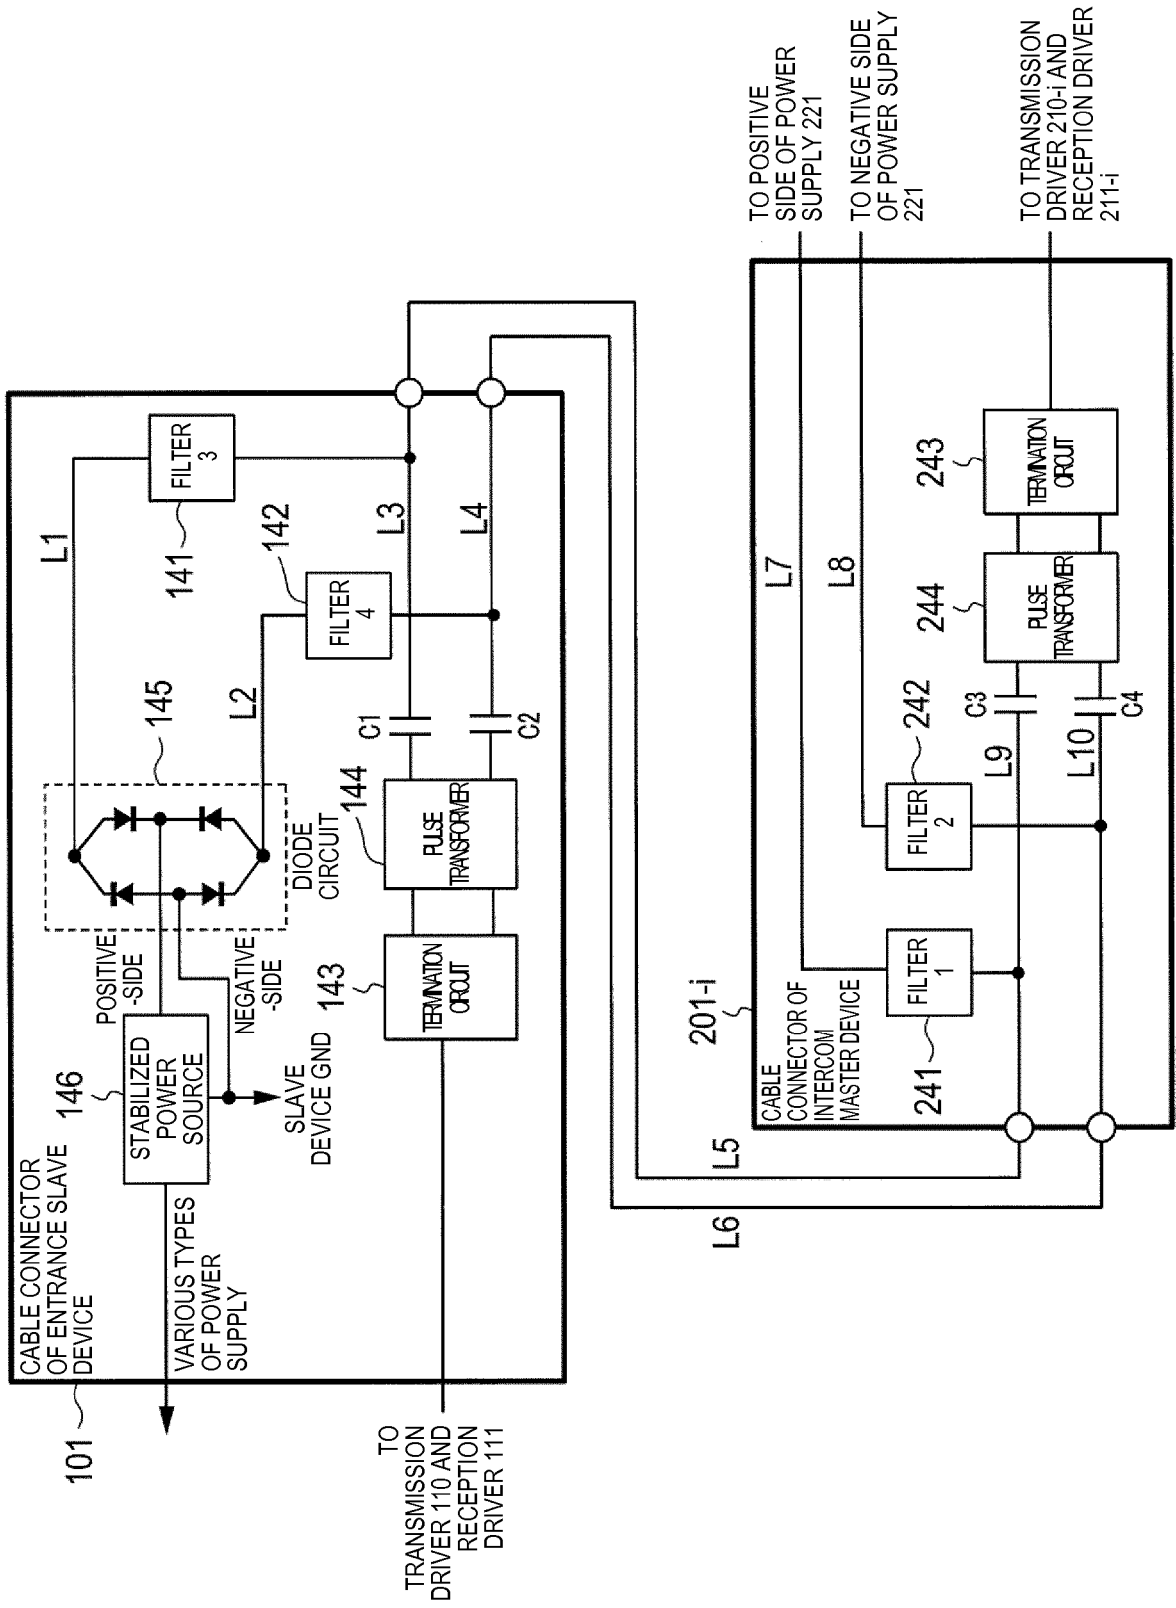 CABLE CONNECTOR
OF ENTRANCE SLAVE
DEVICE
101
VARIOUS TYPES
OF POWER
SUPPLY
146
STABILIZED
POWER
SOURCE
POSITIVE
-SIDE
NEGATIVE
-SIDE
SLAVE
DEVICE GND
145
DIODE
CIRCUIT
L1
L2
FILTER
3
141
FILTER
4
142
L3
L4
C1
C2
144
PULSE
TRANSFORMER
143
TERMINATION
CIRCUIT
TO
TRANSMISSION
DRIVER 110 AND
RECEPTION
DRIVER 111
L5
L6
201-i
CABLE
CONNECTOR OF
INTERCOM
MASTER DEVICE
FILTER
1
241
FILTER
2
242
L7
L8
L9
L10
C3
C4
244
PULSE
TRANSFORMER
243
TERMINATION
CIRCUIT
TO POSITIVE
SIDE OF POWER
SUPPLY 221
TO NEGATIVE SIDE
OF POWER SUPPLY
221
TO TRANSMISSION
DRIVER 210-i AND
RECEPTION DRIVER
211-i